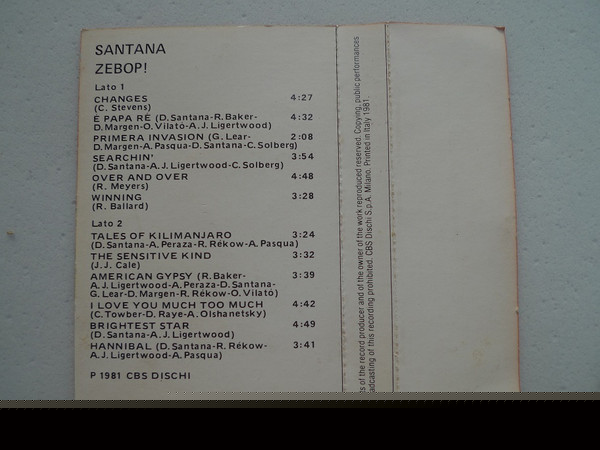 SANTANA
ZEBOP!
Lato 1
CHANGES 4:27
(C. Stevens)
É PAPA RÉ (D. Santana-R. Baker- 4:32
D. Margen-O. Vilató-A. J. Ligertwood)
PRIMERA INVASION (G. Lear- 2:08
D. Margen-A. Pasqua-D. Santana-C. Solberg)
SEARCHIN' 3:54
(D. Santana-A. J. Ligertwood-C. Solberg)
OVER AND OVER 4:48
(R. Meyers)
WINNING 3:28
(R. Ballard)
Lato 2
TALES OF KILIMANJARO 3:24
(D. Santana-A. Peraza-R. Rékow-A. Pasqua)
THE SENSITIVE KIND 3:32
(J. J. Cale)
AMERICAN GYPSY (R. Baker- 3:39
A. J. Ligertwood-A. Peraza-D. Santana-
G. Lear-D. Margen-R. Rékow-O. Vilató)
I LOVE YOU MUCH TOO MUCH 4:42
(C. Towber-D. Raye-A. Olshanetsky)
BRIGHTEST STAR 4:49
(D. Santana-A. J. Ligertwood)
HANNIBAL (D. Santana-R. Rékow- 3:41
A. J. Ligertwood-A. Pasqua)
P 1981 CBS DISCHI
of the record producer and of the owner of the work reproduced reserved. Copying, public performances
of this recording prohibited. CBS Dischi S.p.A. Milano. Printed in Italy 1981.